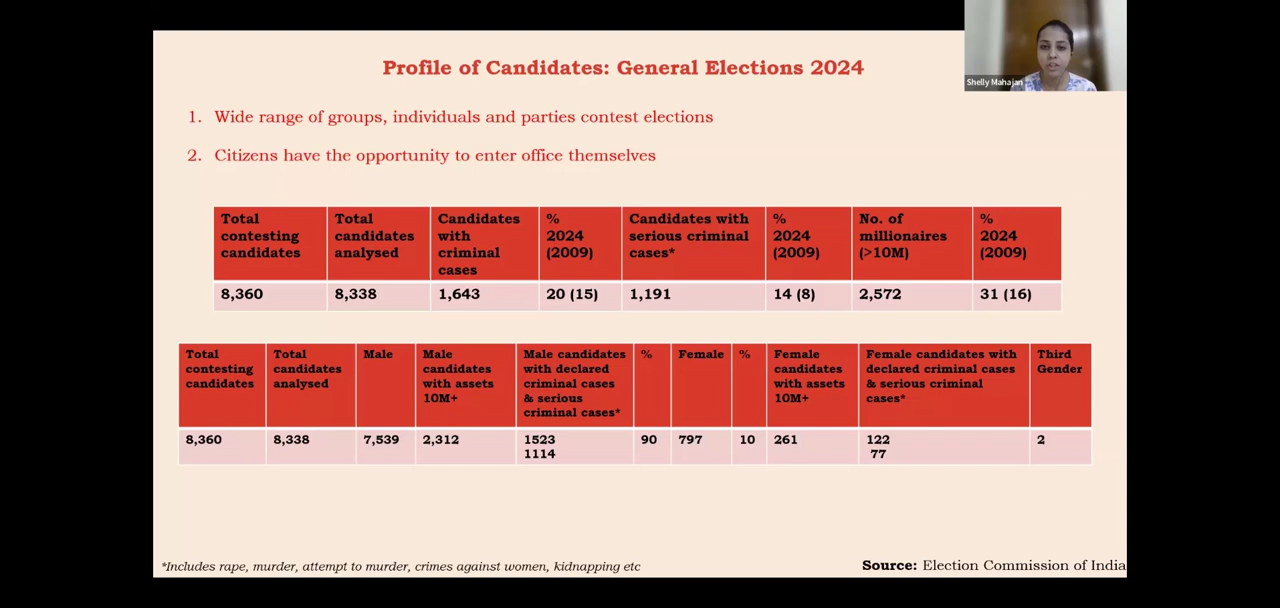 Shelly Mahajan
Profile of Candidates: General Elections 2024
1. Wide range of groups, individuals and parties contest elections
2. Citizens have the opportunity to enter office themselves
Total contesting candidates
Total candidates analysed
Candidates with criminal cases
% 2024 (2009)
Candidates with serious criminal cases*
% 2024 (2009)
No. of millionaires (>10M)
% 2024 (2009)
8,360
8,338
1,643
20 (15)
1,191
14 (8)
2,572
31 (16)
Total contesting candidates
Total candidates analysed
Male
Male candidates with assets 10M+
Male candidates with declared criminal cases & serious criminal cases*
%
Female
%
Female candidates with assets 10M+
Female candidates with declared criminal cases & serious criminal cases*
Third Gender
8,360
8,338
7,539
2,312
1523
1114
90
797
10
261
122
77
2
*Includes rape, murder, attempt to murder, crimes against women, kidnapping etc
Source: Election Commission of India